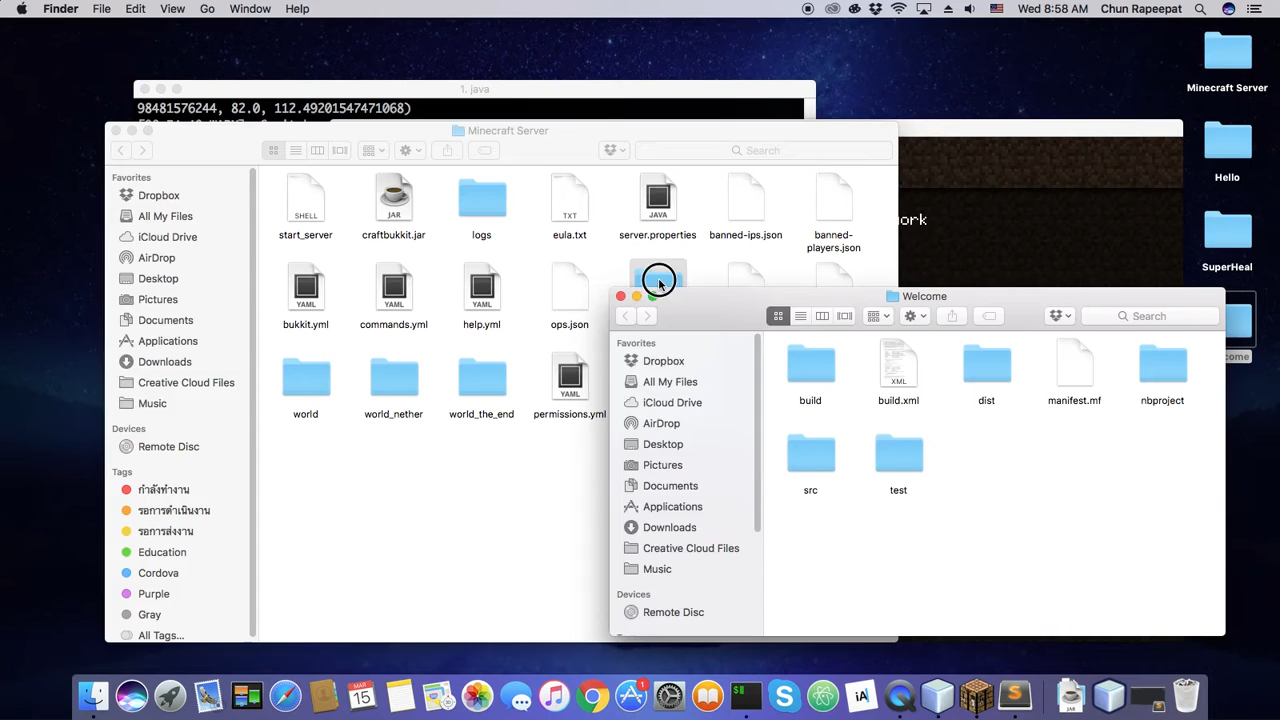 Finder File Edit View Go Window Help
Wed 8:58 AM Chun Rapeepat
1. java
98481576244, 82.0, 112.49201547471068)
Minecraft Server
Search
Favorites
Dropbox
All My Files
iCloud Drive
AirDrop
Desktop
Pictures
Documents
Applications
Downloads
Creative Cloud Files
Music
Devices
Remote Disc
Tags
กำลังทำงาน
รอการดำเนินงาน
รอการส่งงาน
Education
Cordova
Purple
Gray
All Tags...
SHELL JAR TXT JAVA
start_server craftbukkit.jar logs eula.txt server.properties banned-ips.json banned-
players.json
YAML YAML YAML
bukkit.yml commands.yml help.yml ops.json
YAML
world world_nether world_the_end permissions.yml
work
Welcome
Search
Favorites
Dropbox
All My Files
iCloud Drive
AirDrop
Desktop
Pictures
Documents
Applications
Downloads
Creative Cloud Files
Music
Devices
Remote Disc
XML
build build.xml dist manifest.mf nbproject
src test
Minecraft Server
Hello
SuperHeal
come
MAR
15
1